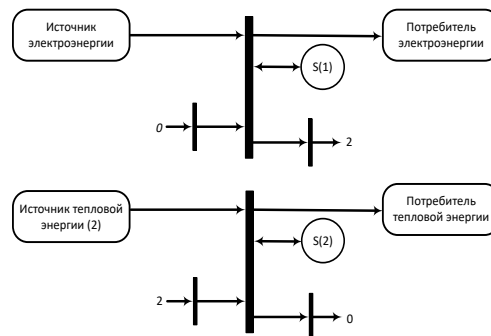 Источник
электроэнергии
Потребитель
электроэнергии
S(1)
0
2
Источник тепловой
энергии (2)
Потребитель
тепловой энергии
S(2)
2
0